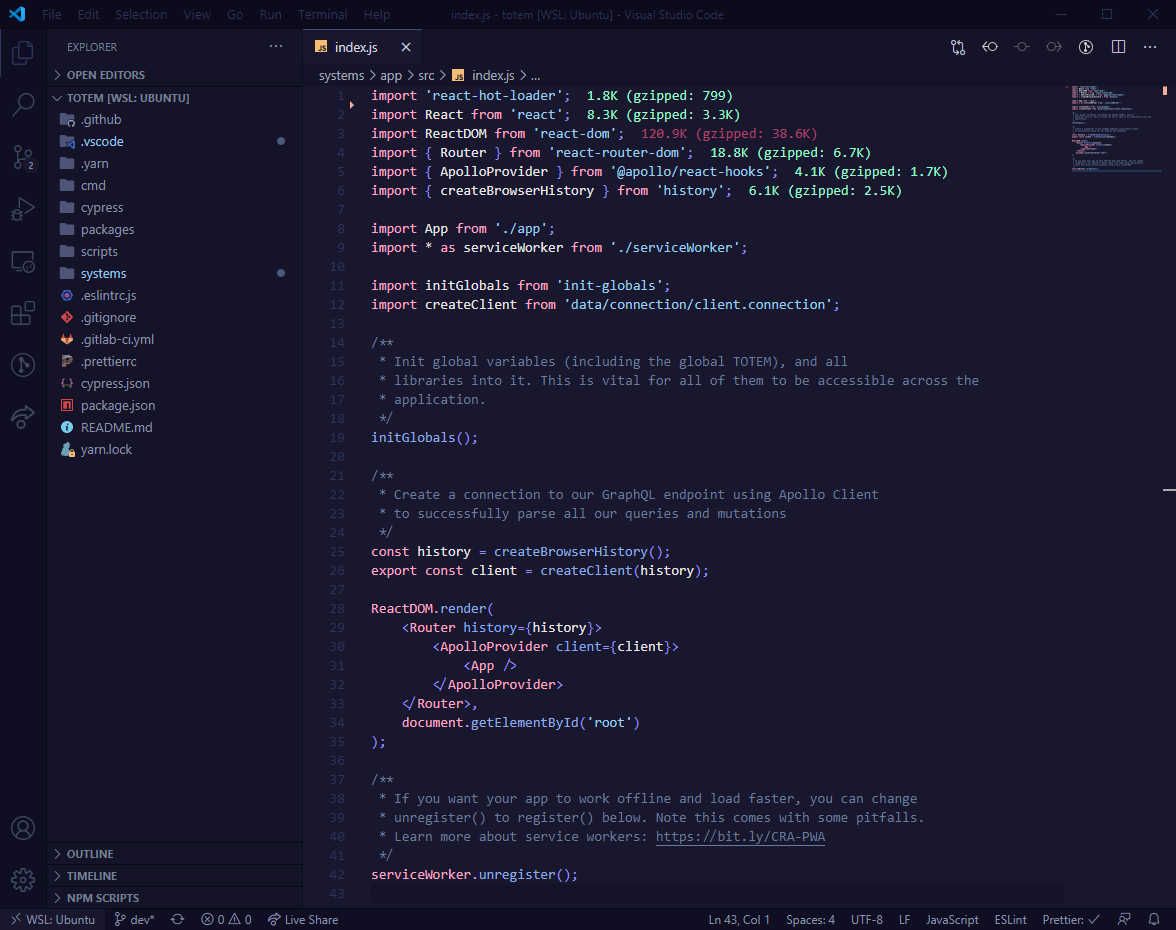 File Edit Selection View Go Run Terminal Help index.js - totem [WSL: Ubuntu] - Visual Studio Code
EXPLORER
JS index.js
OPEN EDITORS
systems > app > src > JS index.js > ...
TOTEM [WSL: UBUNTU]
.github
.vscode
.yarn
cmd
cypress
packages
scripts
systems
.eslintrc.js
.gitignore
.gitlab-ci.yml
.prettierrc
cypress.json
package.json
README.md
yarn.lock
2
OUTLINE
TIMELINE
NPM SCRIPTS
1 import 'react-hot-loader'; 1.8K (gzipped: 799)
2 import React from 'react'; 8.3K (gzipped: 3.3K)
3 import ReactDOM from 'react-dom'; 120.9K (gzipped: 38.6K)
4 import { Router } from 'react-router-dom'; 18.8K (gzipped: 6.7K)
5 import { ApolloProvider } from '@apollo/react-hooks'; 4.1K (gzipped: 1.7K)
6 import { createBrowserHistory } from 'history'; 6.1K (gzipped: 2.5K)
7
8 import App from './app';
9 import * as serviceWorker from './serviceWorker';
10
11 import initGlobals from 'init-globals';
12 import createClient from 'data/connection/client.connection';
13
14 /**
15 * Init global variables (including the global TOTEM), and all
16 * libraries into it. This is vital for all of them to be accessible across the
17 * application.
18 */
19 initGlobals();
20
21 /**
22 * Create a connection to our GraphQL endpoint using Apollo Client
23 * to successfully parse all our queries and mutations
24 */
25 const history = createBrowserHistory();
26 export const client = createClient(history);
27
28 ReactDOM.render(
29 <Router history={history}>
30 <ApolloProvider client={client}>
31 <App />
32 </ApolloProvider>
33 </Router>,
34 document.getElementById('root')
35 );
36
37 /**
38 * If you want your app to work offline and load faster, you can change
39 * unregister() to register() below. Note this comes with some pitfalls.
40 * Learn more about service workers: https://bit.ly/CRA-PWA
41 */
42 serviceWorker.unregister();
43
WSL: Ubuntu dev* 0 0 Live Share Ln 43, Col 1 Spaces: 4 UTF-8 LF JavaScript ESLint Prettier: ✓